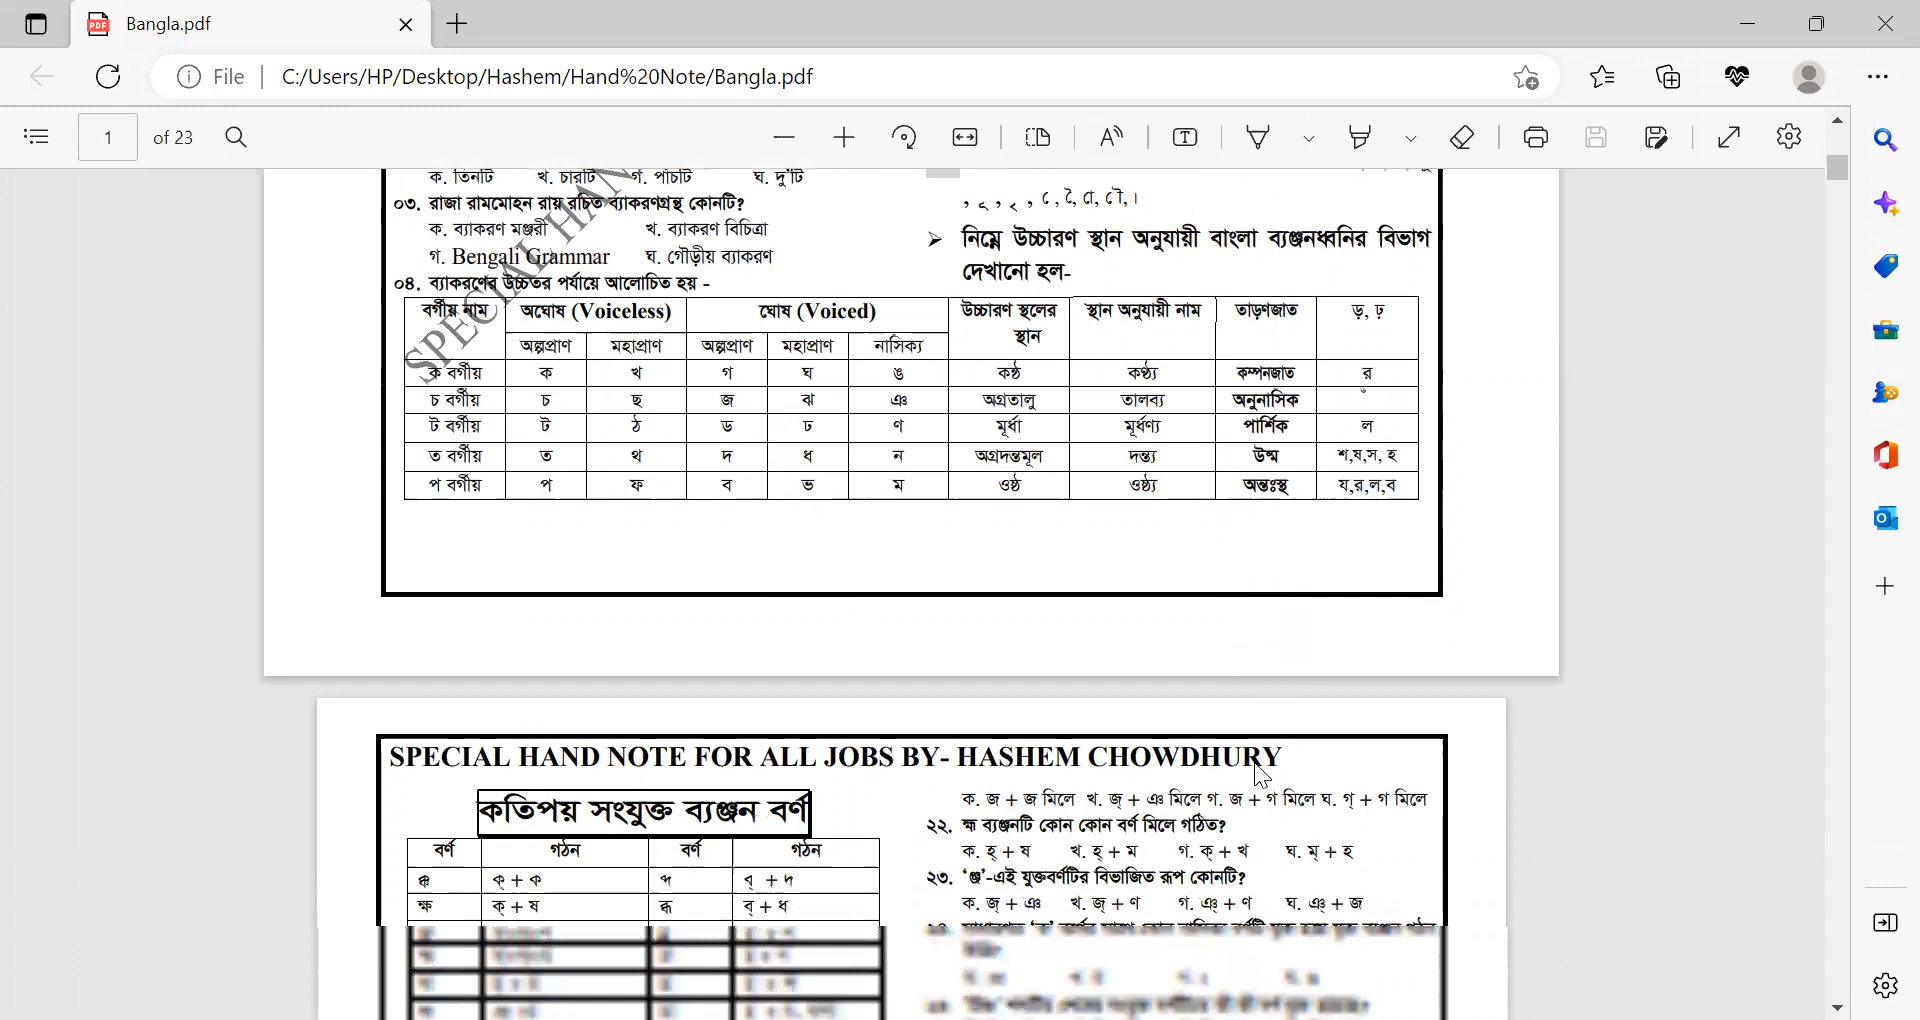 Bangla.pdf
File C:/Users/HP/Desktop/Hashem/Hand%20Note/Bangla.pdf
1 of 23
ক. তিনটি খ. চারটি গ. পাঁচটি ঘ. দু'টি
০৩. রাজা রামমোহন রায় রচিত ব্যাকরণগ্রন্থ কোনটি?
ক. ব্যাকরণ মঞ্জরী খ. ব্যাকরণ বিচিত্রা
গ. Bengali Grammar ঘ. গৌড়ীয় ব্যাকরণ
০৪. ব্যাকরণের উচ্চতর পর্যায়ে আলোচিত হয় -
SPECIAL HAN
➢ নিম্নে উচ্চারণ স্থান অনুযায়ী বাংলা ব্যঞ্জনধ্বনির বিভাগ
দেখানো হল-
বর্গীয় নাম অঘোষ (Voiceless) ঘোষ (Voiced) উচ্চারণ স্থলের স্থান স্থান অনুযায়ী নাম তাড়ণজাত ড়, ঢ়
অল্পপ্রাণ মহাপ্রাণ অল্পপ্রাণ মহাপ্রাণ নাসিক্য
ক বর্গীয় ক খ গ ঘ ঙ কন্ঠ কণ্ঠ্য কম্পনজাত র
চ বর্গীয় চ ছ জ ঝ ঞ অগ্রতালু তালব্য অনুনাসিক ঁ
ট বর্গীয় ট ঠ ড ঢ ণ মূর্ধা মূর্ধণ্য পার্শিক ল
ত বর্গীয় ত থ দ ধ ন অগ্রদন্তমূল দন্ত্য উষ্ম শ,ষ,স, হ
প বর্গীয় প ফ ব ভ ম ওষ্ঠ ওষ্ঠ্য অন্তঃস্থ য,র,ল,ব
SPECIAL HAND NOTE FOR ALL JOBS BY- HASHEM CHOWDHURY
কতিপয় সংযুক্ত ব্যঞ্জন বর্ণ
বর্ণ গঠন বর্ণ গঠন
ক্ক ক্ + ক ব্দ ব্ + দ
ক্ষ ক্ + ষ ব্ধ ব্ + ধ
ক. জ + জ মিলে খ. জ্ + ঞ মিলে গ. জ + গ মিলে ঘ. গ্ + গ মিলে
২২. হ্ম ব্যঞ্জনটি কোন কোন বর্ণ মিলে গঠিত?
ক. হ্ + ষ খ. হ্ + ম গ. ক্ + খ ঘ. ম্ + হ
২৩. ‘ঞ্জ’-এই যুক্তবর্ণটির বিভাজিত রূপ কোনটি?
ক. জ্ + ঞ খ. জ্ + ণ গ. ঞ্ + ণ ঘ. ঞ্ + জ